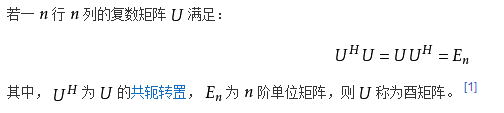 若一 n 行 n 列的复数矩阵 U 满足：
U^H U = U U^H = E_n
其中， U^H 为 U 的共轭转置， E_n 为 n 阶单位矩阵，则 U 称为酉矩阵。 [1]